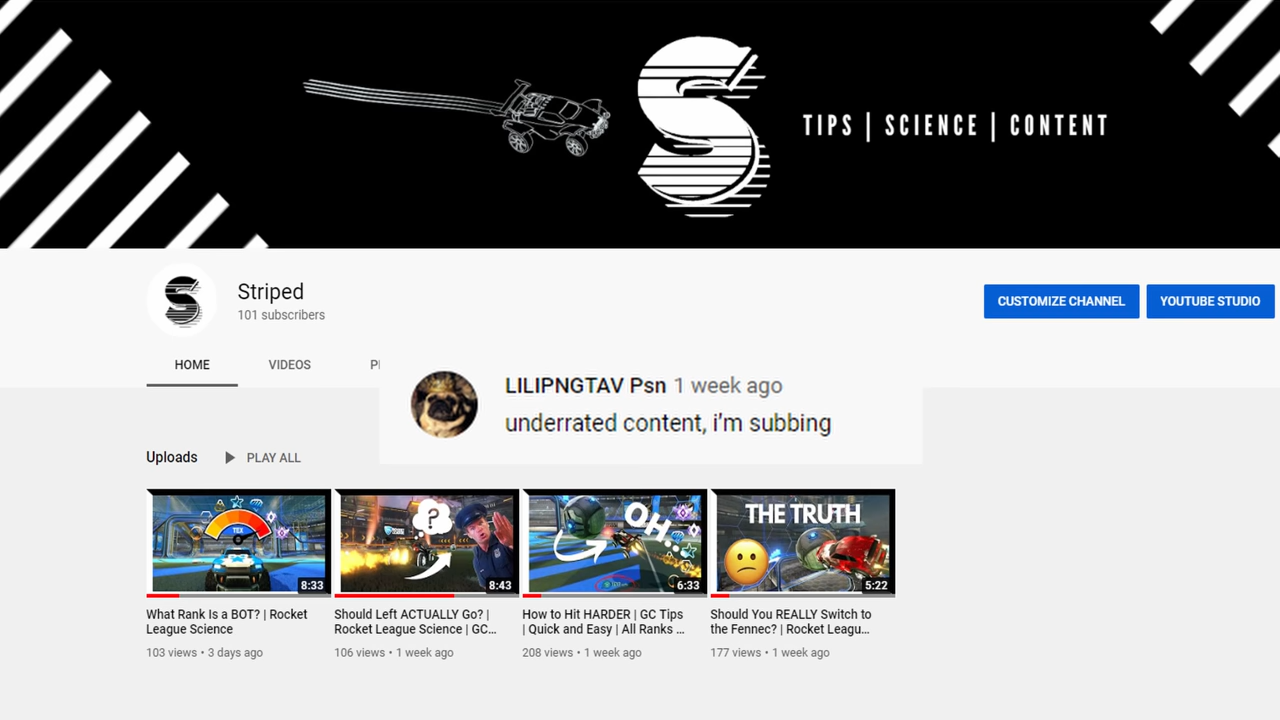 S
TIPS | SCIENCE | CONTENT
S
Striped
101 subscribers
CUSTOMIZE CHANNEL
YOUTUBE STUDIO
HOME
VIDEOS
LILIPNGTAV Psn 1 week ago
underrated content, i'm subbing
Uploads
PLAY ALL
TEX
8:33
?
8:43
OH..
6:33
THE TRUTH
5:22
What Rank Is a BOT? | Rocket
League Science
103 views • 3 days ago
Should Left ACTUALLY Go? |
Rocket League Science | GC...
106 views • 1 week ago
How to Hit HARDER | GC Tips
| Quick and Easy | All Ranks ...
208 views • 1 week ago
Should You REALLY Switch to
the Fennec? | Rocket Leagu...
177 views • 1 week ago